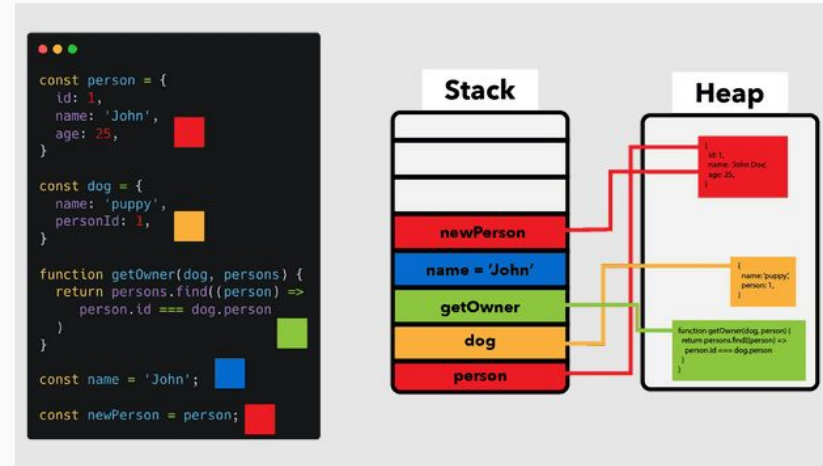 const person = {
id: 1,
name: 'John',
age: 25,
}
const dog = {
name: 'puppy',
personId: 1,
}
function getOwner(dog, persons) {
return persons.find((person) =>
person.id === dog.person
)
}
const name = 'John';
const newPerson = person;
Stack
newPerson
name = 'John'
getOwner
dog
person
Heap
{
id: 1,
name: 'John Doe'
age: 25,
}
{
name: 'puppy',
person: 1,
}
function getOwner(dog, person) {
return persons.find((person) =>
person.id === dog.person
)
}